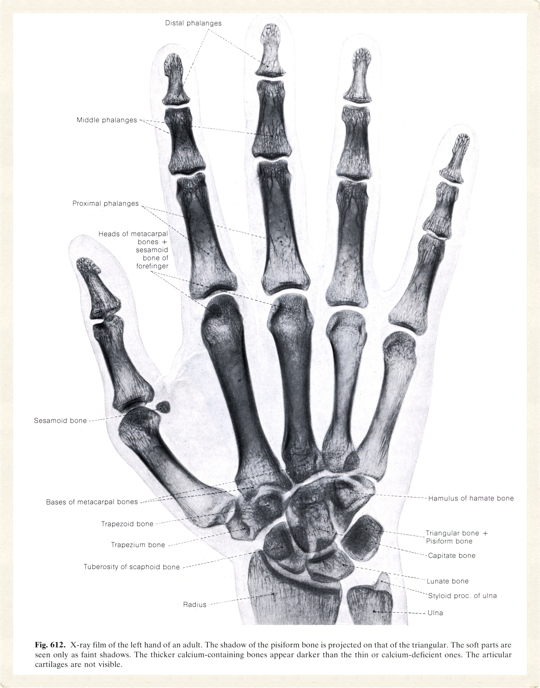 Distal phalanges
Middle phalanges
Proximal phalanges
Heads of metacarpal
bones +
sesamoid
bone of
forefinger
Sesamoid bone
Bases of metacarpal bones
Hamulus of hamate bone
Trapezoid bone
Triangular bone +
Pisiform bone
Trapezium bone
Capitate bone
Tuberosity of scaphoid bone
Lunate bone
Styloid proc. of ulna
Radius
Ulna
Fig. 612. X-ray film of the left hand of an adult. The shadow of the pisiform bone is projected on that of the triangular. The soft parts are
seen only as faint shadows. The thicker calcium-containing bones appear darker than the thin or calcium-deficient ones. The articular
cartilages are not visible.